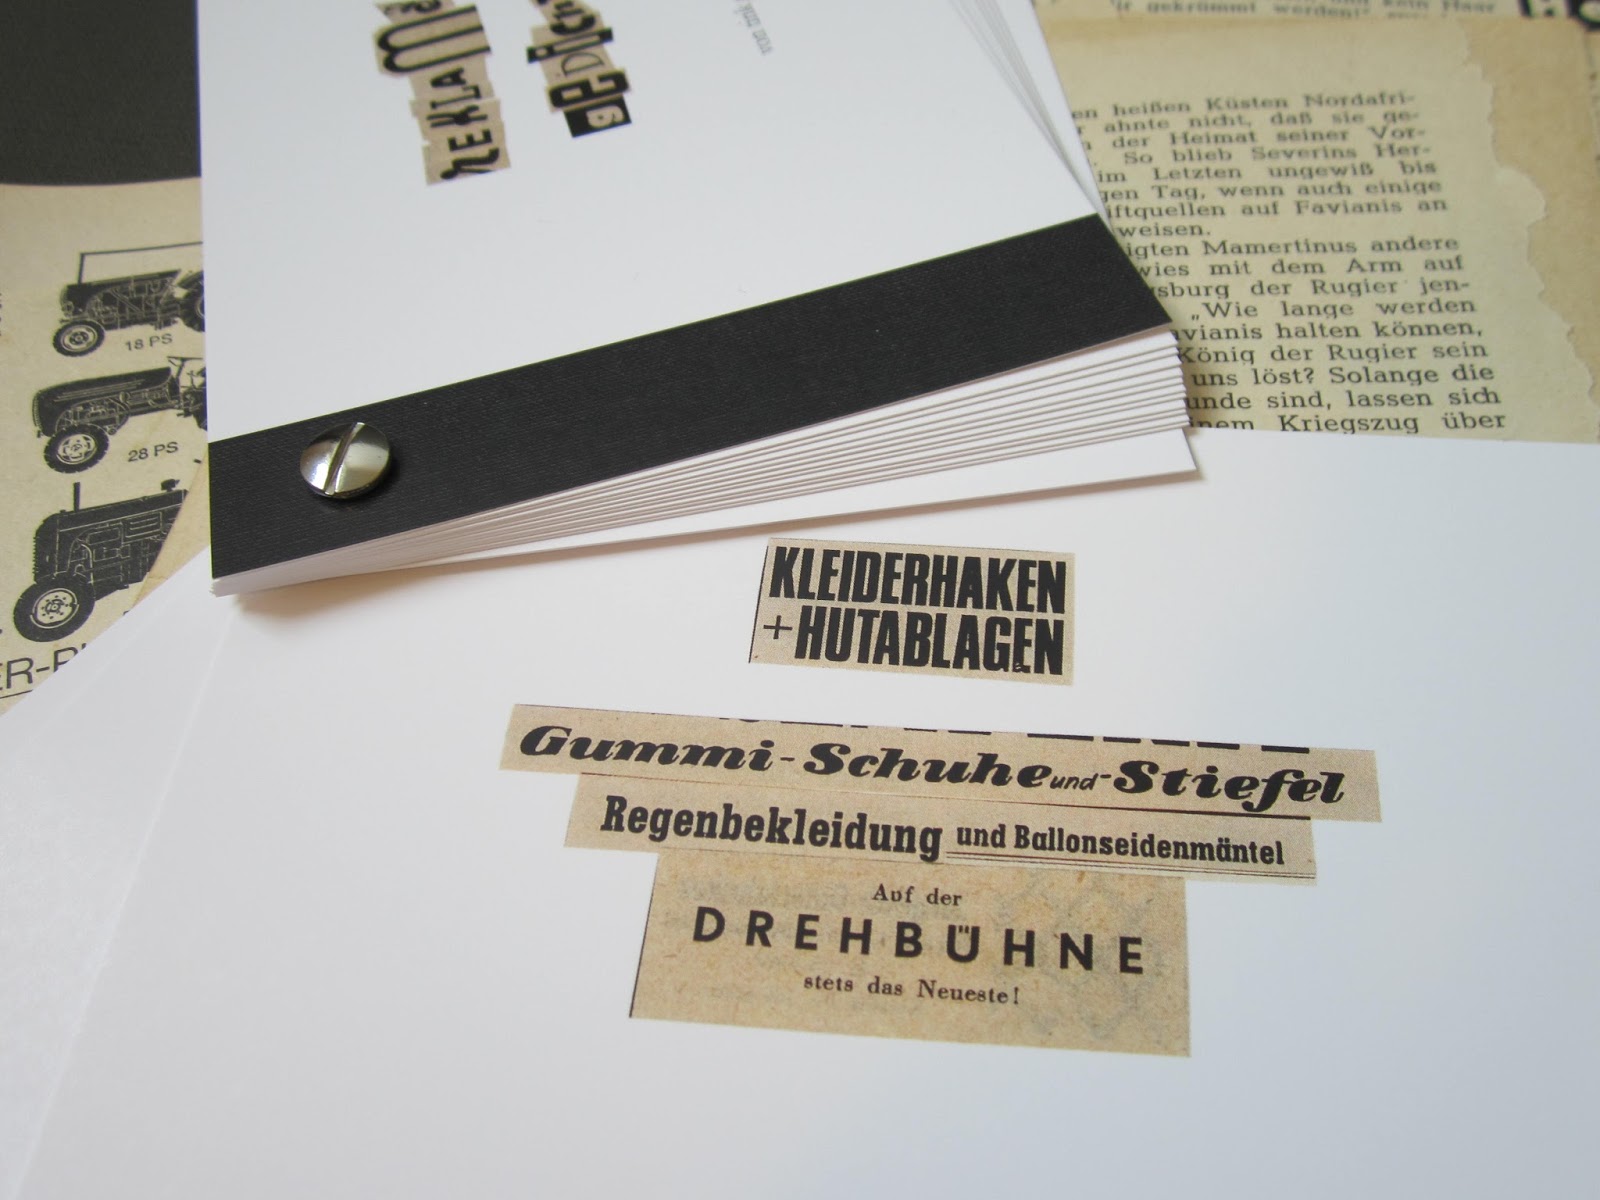 heißen Küsten Nordafri-
ahnte nicht, daß sie ge-
der Heimat seiner Vor-
So blieb Severins Her-
im Letzten ungewiß bis
Tag, wenn auch einige
auf Favianis an
weisen.
Mamertinus andere
wies mit dem Arm auf
der Rugier jen-
„Wie lange werden
halten können,
König der Rugier sein
uns löst? Solange die
sind, lassen sich
Kriegszug über
18 PS
28 PS
KLEIDERHAKEN
+ HUTABLAGEN
Gummi-Schuhe und-Stiefel
Regenbekleidung und Ballonseidenmäntel
Auf der
DREHBÜHNE
stets das Neueste!